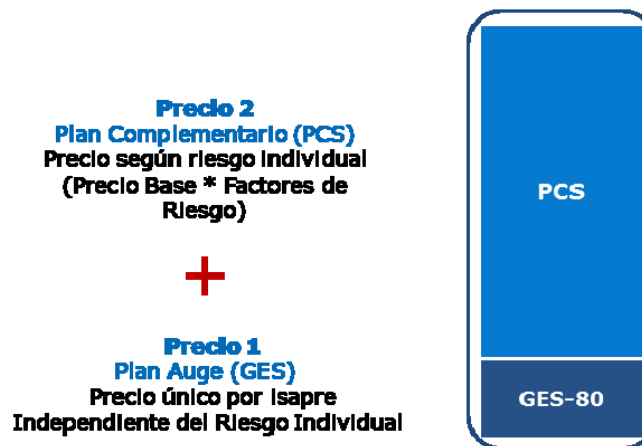 Precio 2
Plan Complementario (PCS)
Precio según riesgo individual
(Precio Base * Factores de
Riesgo)
+
Precio 1
Plan Auge (GES)
Precio único por Isapre
Independiente del Riesgo Individual
PCS
GES-80